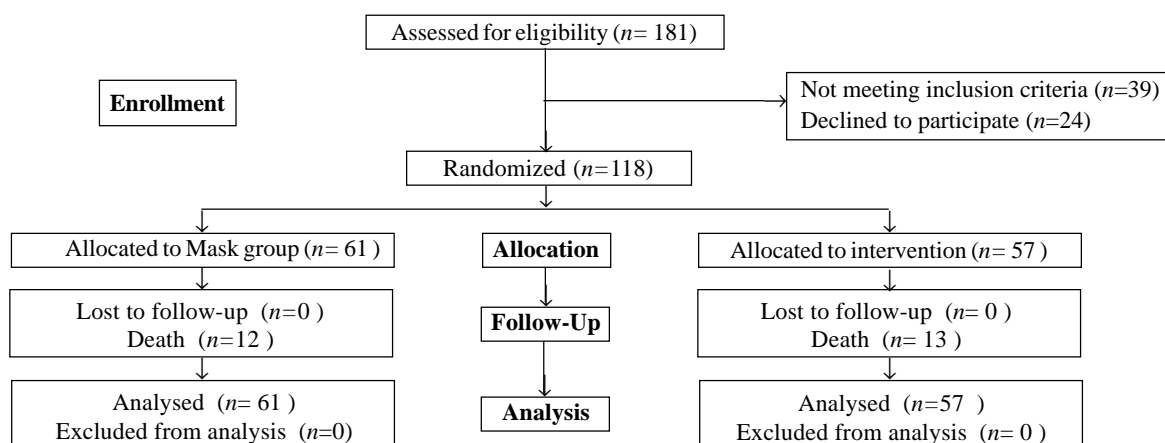 Assessed for eligibility (n= 181)
Enrollment
Not meeting inclusion criteria (n=39)
Declined to participate (n=24)
Randomized (n=118)
Allocated to Mask group (n= 61 )
Allocation
Allocated to intervention (n= 57 )
Lost to follow-up (n=0 )
Death (n=12 )
Follow-Up
Lost to follow-up (n= 0 )
Death (n= 13 )
Analysed (n= 61 )
Excluded from analysis (n=0)
Analysis
Analysed (n=57 )
Excluded from analysis (n= 0 )